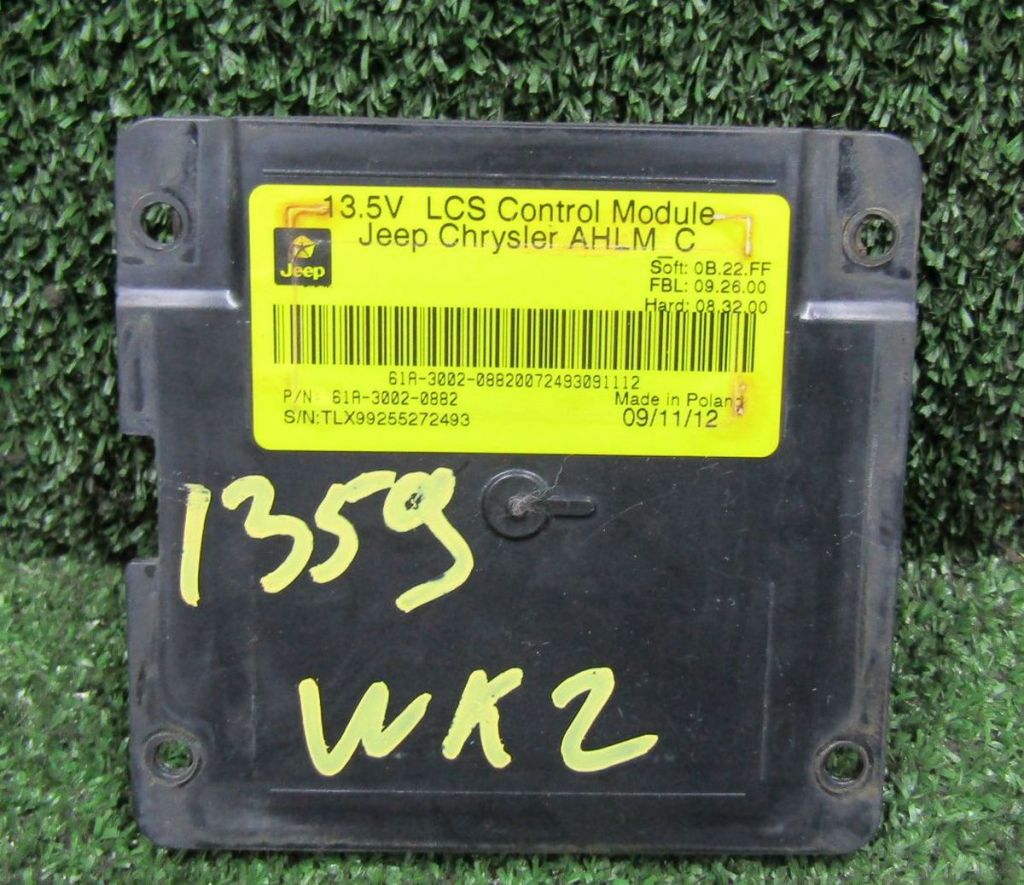 13.5V LCS Control Module
Jeep Chrysler AHLM_C
Jeep
Soft: 0B.22.FF
FBL: 09.26.00
Hard: 08.32.00
61A-3002-08820072493091112
P/N: 61A-3002-0882
Made in Poland
S/N:TLX99255272493
09/11/12
1359
WK2